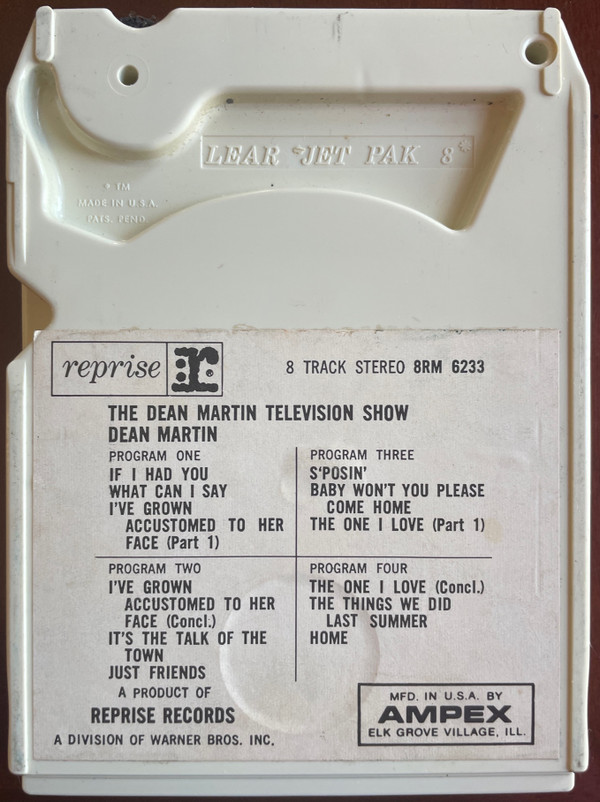 LEAR JET PAK 8
® TM
MADE IN U.S.A.
PATS. PEND.
reprise r:
8 TRACK STEREO 8RM 6233
THE DEAN MARTIN TELEVISION SHOW
DEAN MARTIN
PROGRAM ONE
IF I HAD YOU
WHAT CAN I SAY
I'VE GROWN
ACCUSTOMED TO HER
FACE (Part 1)
PROGRAM THREE
S'POSIN'
BABY WON'T YOU PLEASE
COME HOME
THE ONE I LOVE (Part 1)
PROGRAM TWO
I'VE GROWN
ACCUSTOMED TO HER
FACE (Concl.)
IT'S THE TALK OF THE
TOWN
JUST FRIENDS
PROGRAM FOUR
THE ONE I LOVE (Concl.)
THE THINGS WE DID
LAST SUMMER
HOME
A PRODUCT OF
REPRISE RECORDS
A DIVISION OF WARNER BROS. INC.
MFD. IN U.S.A. BY
AMPEX
ELK GROVE VILLAGE, ILL.